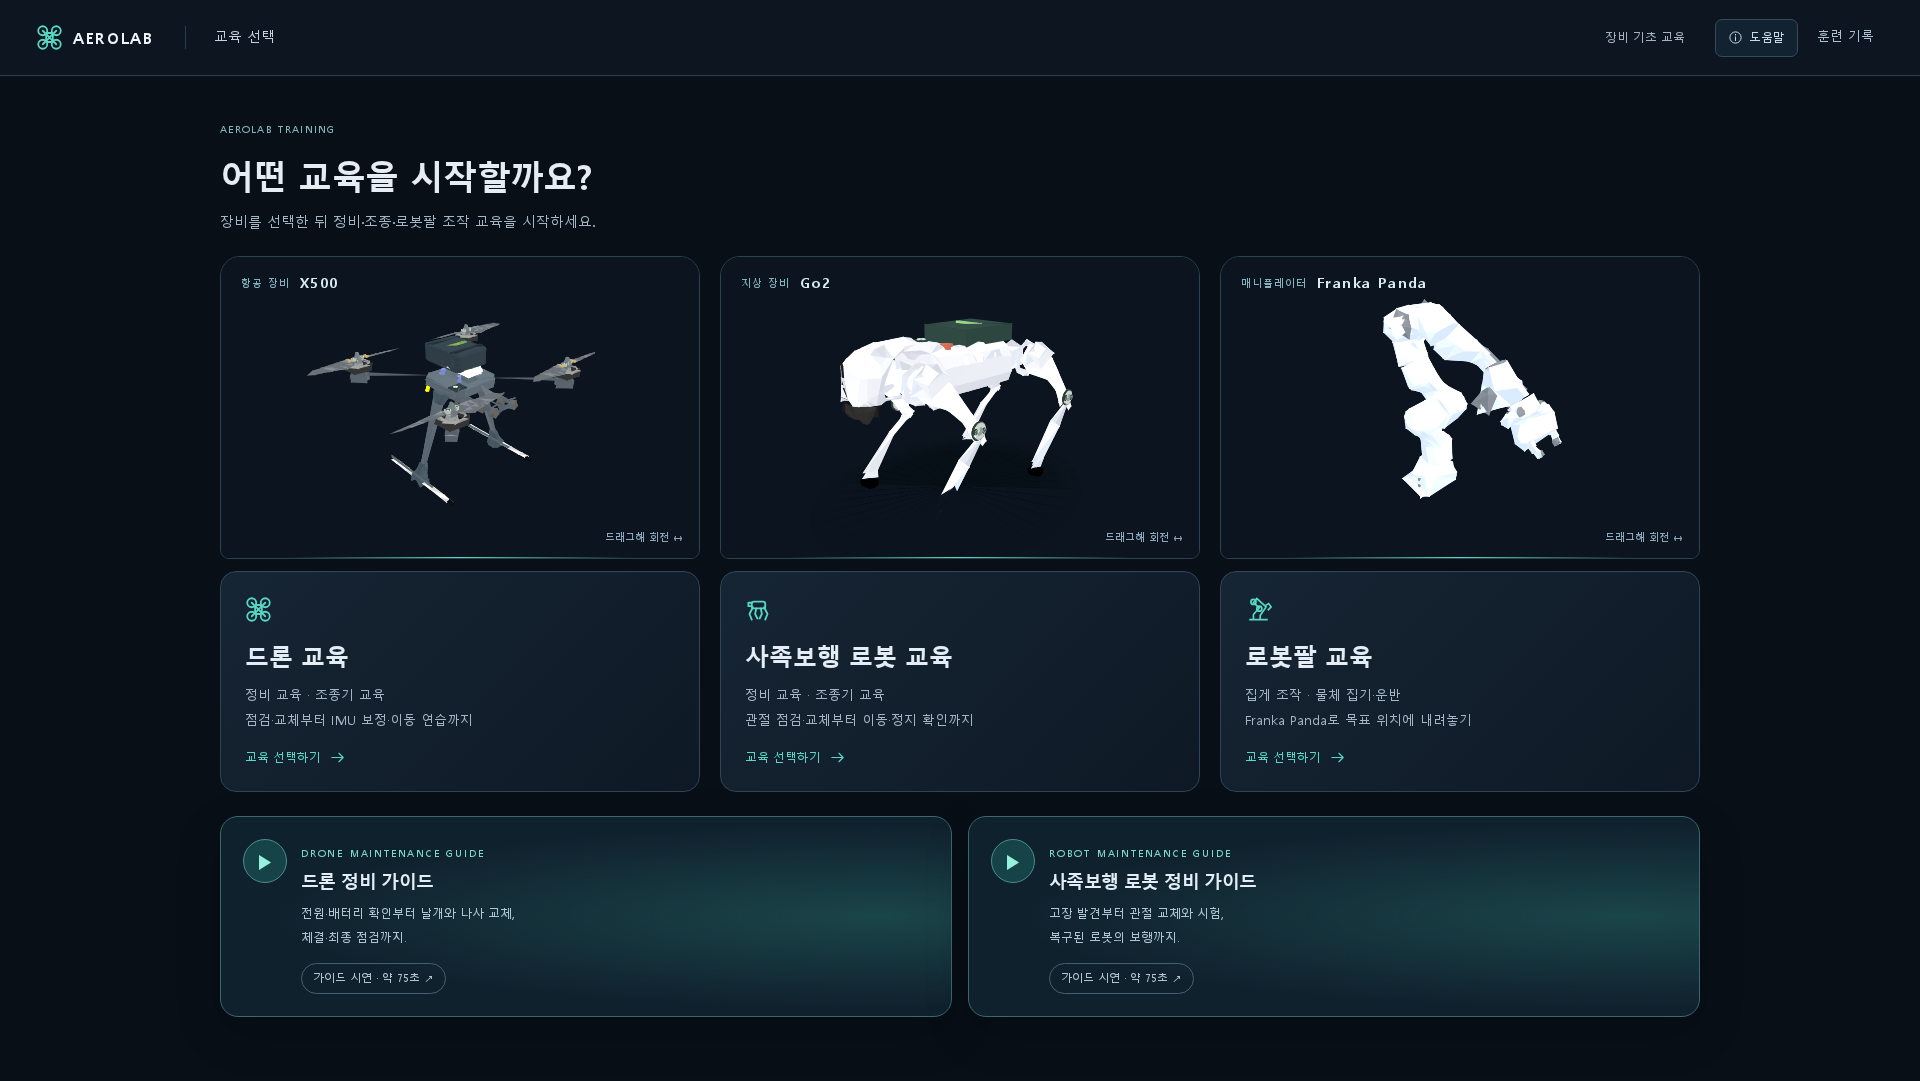 AEROLAB
교육 선택
장비 기초 교육
ⓘ 도움말
훈련 기록
AEROLAB TRAINING
어떤 교육을 시작할까요?
장비를 선택한 뒤 정비·조종·로봇팔 조작 교육을 시작하세요.
항공 장비 X500
드래그해 회전 ↔
지상 장비 Go2
드래그해 회전 ↔
매니퓰레이터 Franka Panda
드래그해 회전 ↔
드론 교육
정비 교육 · 조종기 교육
점검·교체부터 IMU 보정·이동 연습까지
교육 선택하기 →
사족보행 로봇 교육
정비 교육 · 조종기 교육
관절 점검·교체부터 이동·정지 확인까지
교육 선택하기 →
로봇팔 교육
집게 조작 · 물체 집기·운반
Franka Panda로 목표 위치에 내려놓기
교육 선택하기 →
DRONE MAINTENANCE GUIDE
드론 정비 가이드
전원·배터리 확인부터 날개와 나사 교체,
체결·최종 점검까지.
가이드 시연 · 약 75초 ↗
ROBOT MAINTENANCE GUIDE
사족보행 로봇 정비 가이드
고장 발견부터 관절 교체와 시험,
복구된 로봇의 보행까지.
가이드 시연 · 약 75초 ↗